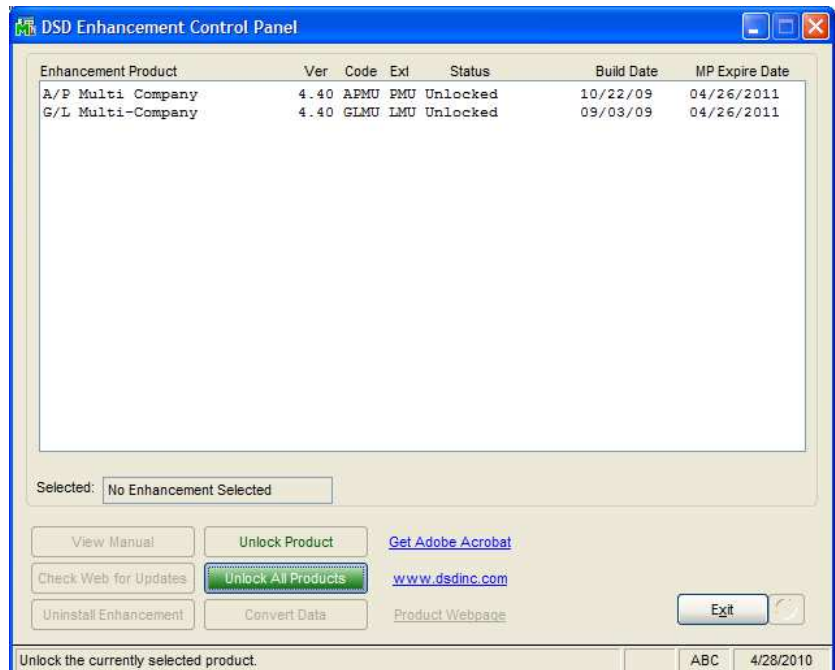 DSD Enhancement Control Panel
Enhancement Product Ver Code Ext Status Build Date MP Expire Date
A/P Multi Company 4.40 APMU PMU Unlocked 10/22/09 04/26/2011
G/L Multi-Company 4.40 GLMU LMU Unlocked 09/03/09 04/26/2011
Selected: No Enhancement Selected
View Manual Unlock Product Get Adobe Acrobat
Check Web for Updates Unlock All Products www.dsdinc.com
Uninstall Enhancement Convert Data Product Webpage Exit
Unlock the currently selected product. ABC 4/28/2010